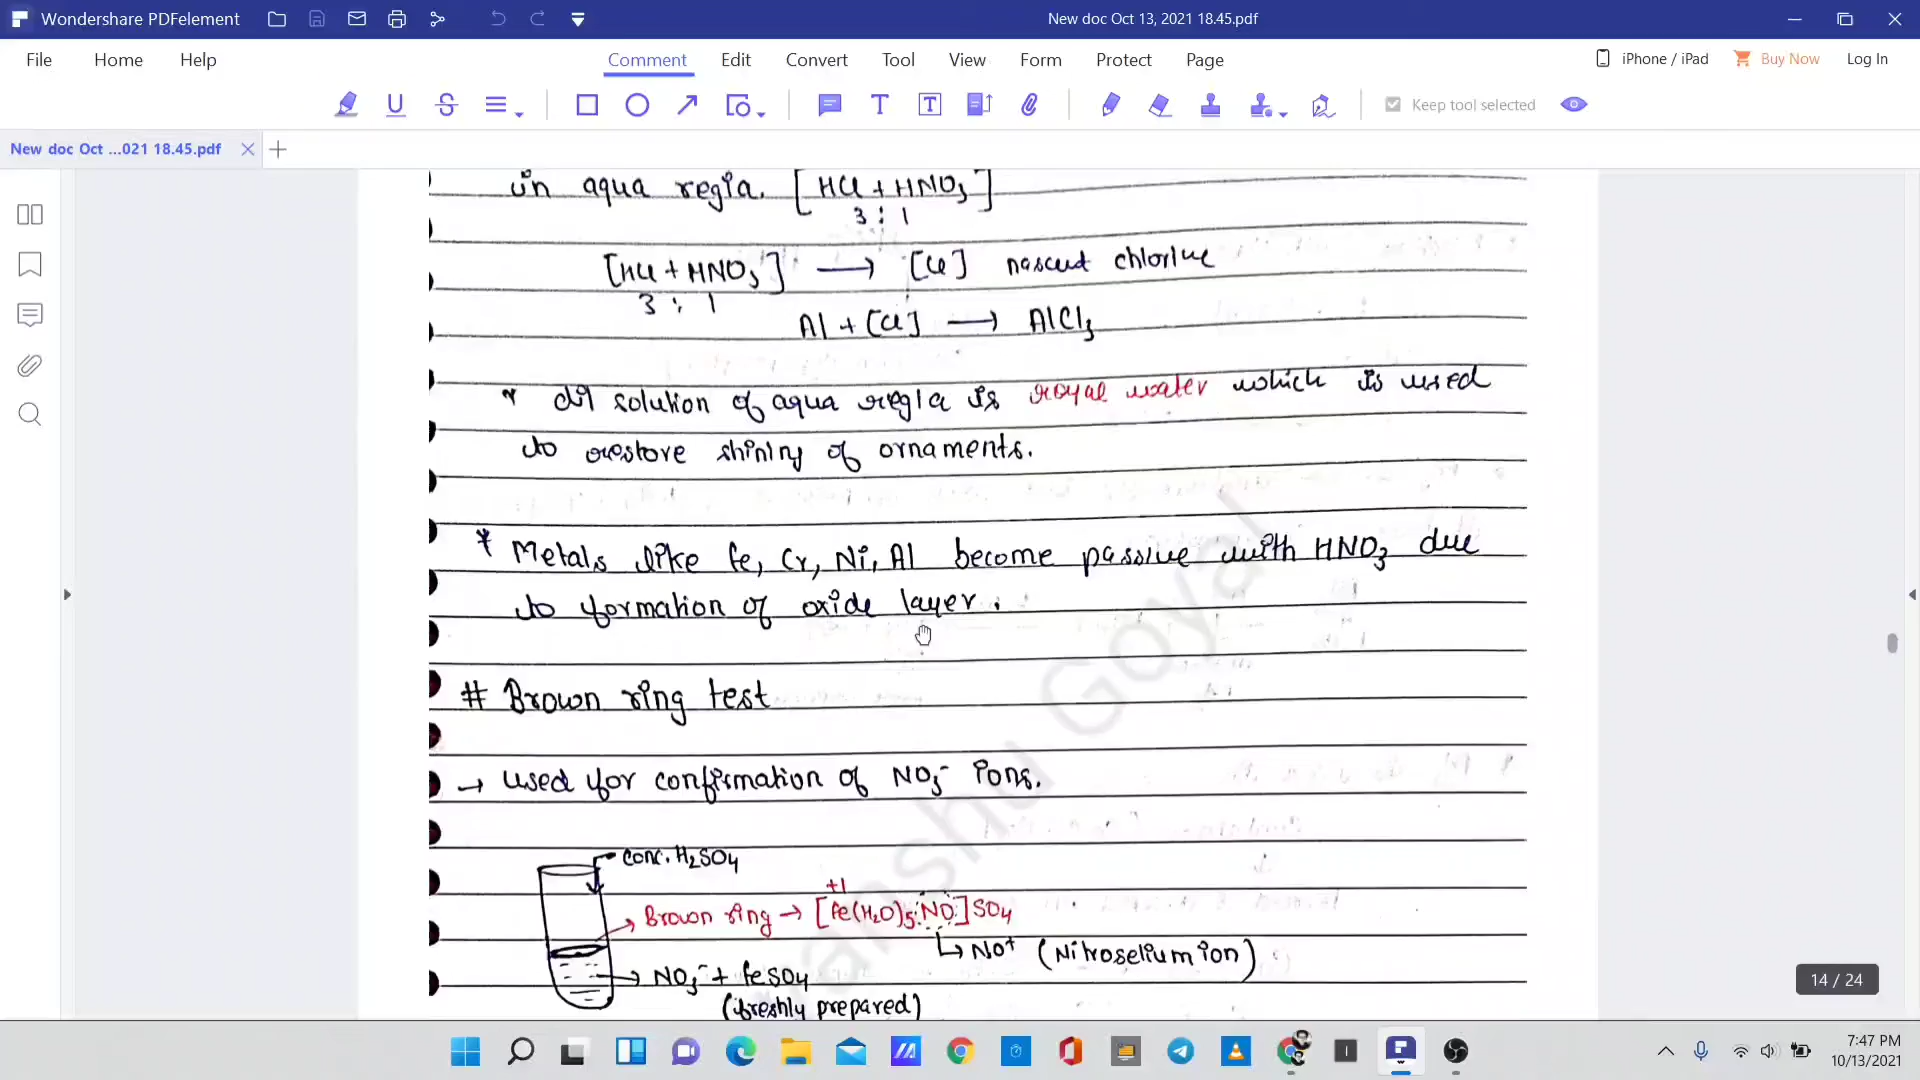 Wondershare PDFelement
New doc Oct 13, 2021 18.45.pdf
File Home Help
Comment Edit Convert Tool View Form Protect Page
iPhone / iPad Buy Now Log In
Keep tool selected
New doc Oct ...021 18.45.pdf
in aqua regia. [HCl + HNO3]
3 : 1
[HCl + HNO3] → [Cl] nascent chlorine
3 : 1
Al + [Cl] → AlCl3
* dil solution of aqua regia is royal water which is used
to restore shining of ornaments.
* Metals like Fe, Cr, Ni, Al become passive with HNO3 due
to formation of oxide layer.
# Brown ring test
→ used for confirmation of NO3- ions.
conc. H2SO4
+1
Brown ring → [Fe(H2O)5 NO]SO4
NO+ (Nitroselium ion)
NO3- + FeSO4
(freshly prepared)
anshu Goyal
14 / 24
7:47 PM
10/13/2021